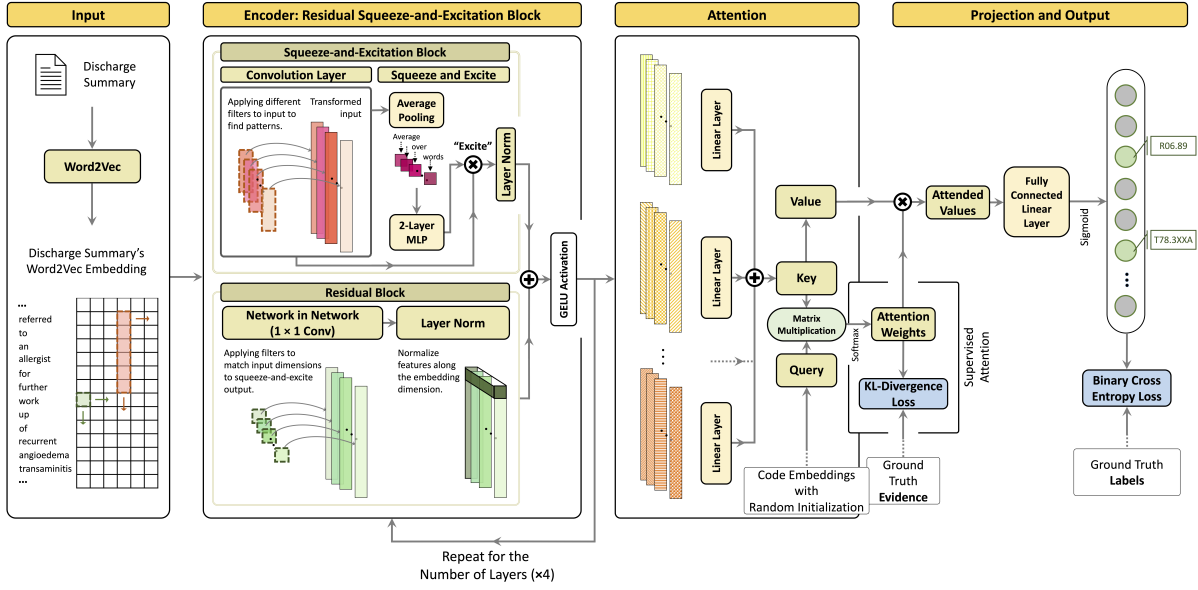 Input
Encoder: Residual Squeeze-and-Excitation Block
Attention
Projection and Output
Discharge
Summary
Word2Vec
Discharge Summary's
Word2Vec Embedding
...
referred
to
an
allergist
for
further
work
up
of
recurrent
angioedema
transaminitis
...
Squeeze-and-Excitation Block
Convolution Layer
Squeeze and Excite
Applying different
filters to input to
find patterns.
Transformed
input
Average
Pooling
Average
over
words
"Excite"
2-Layer
MLP
Layer Norm
Residual Block
Network in Network
(1 × 1 Conv)
Layer Norm
Applying filters to
match input dimensions
to squeeze-and-excite
output.
Normalize
features along
the embedding
dimension.
GELU Activation
Repeat for the
Number of Layers (×4)
Linear Layer
Linear Layer
Linear Layer
Value
Key
Matrix
Multiplication
Query
Code Embeddings
with
Random Initialization
Softmax
Attention
Weights
KL-Divergence
Loss
Supervised
Attention
Ground
Truth
Evidence
Attended
Values
Fully
Connected
Linear
Layer
Sigmoid
R06.89
T78.3XXA
Binary Cross
Entropy Loss
Ground Truth
Labels